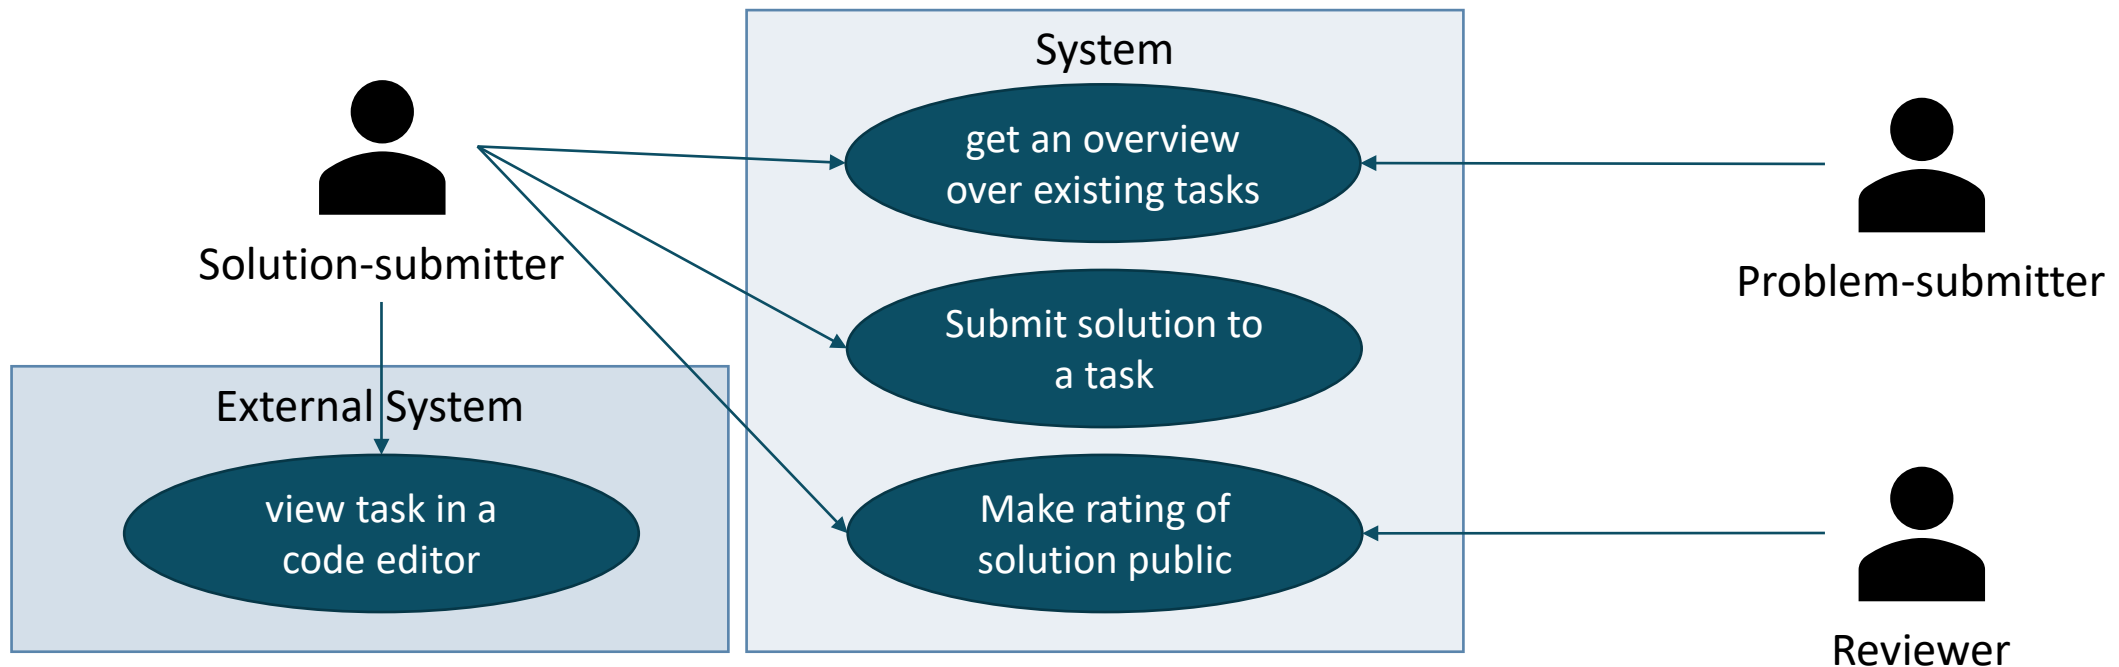 System
get an overview
over existing tasks
Solution-submitter
Problem-submitter
Submit solution to
a task
External System
view task in a
code editor
Make rating of
solution public
Reviewer